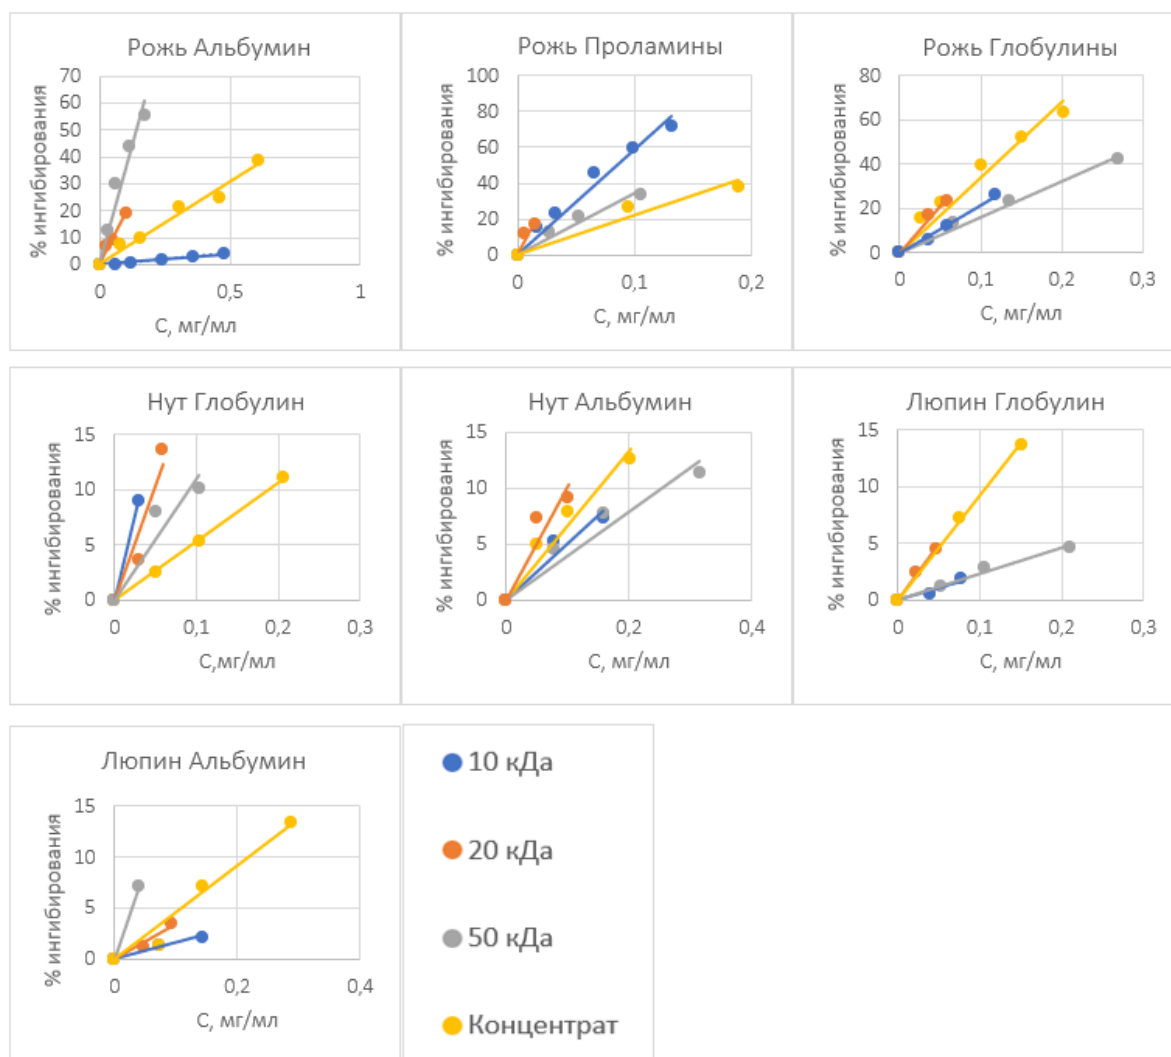 Рожь Альбумин
% ингибирования
70
60
50
40
30
20
10
0
0 0,5 1
С, мг/мл
Рожь Проламины
% ингибирования
100
80
60
40
20
0
0 0,1 0,2
С, мг/мл
Рожь Глобулины
% ингибирования
80
60
40
20
0
0 0,1 0,2 0,3
С, мг/мл
Нут Глобулин
% ингибирования
15
10
5
0
0 0,1 0,2 0,3
С,мг/мл
Нут Альбумин
% ингибирования
15
10
5
0
0 0,2 0,4
С, мг/мл
Люпин Глобулин
% ингибирования
15
10
5
0
0 0,1 0,2 0,3
С, мг/мл
Люпин Альбумин
% ингибирования
15
10
5
0
0 0,2 0,4
С, мг/мл
10 кДа
20 кДа
50 кДа
Концентрат